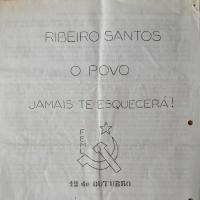 RIBEIRO SANTOS
O POVO
JAMAIS TE ESQUECERÁ!
FEML
12 de OUTUBRO